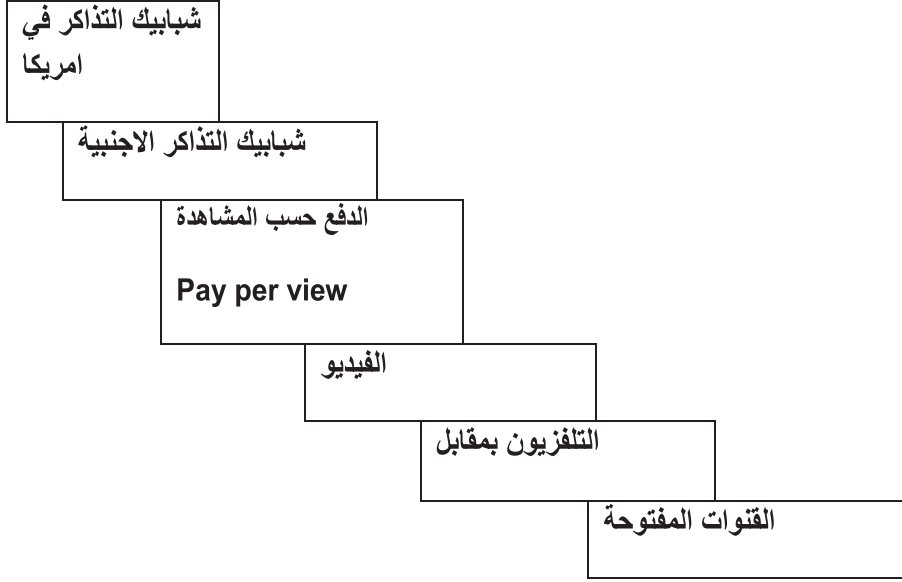 شبابيك التذاكر في
امريكا
شبابيك التذاكر الاجنبية
الدفع حسب المشاهدة
Pay per view
الفيديو
التلفزيون بمقابل
القنوات المفتوحة